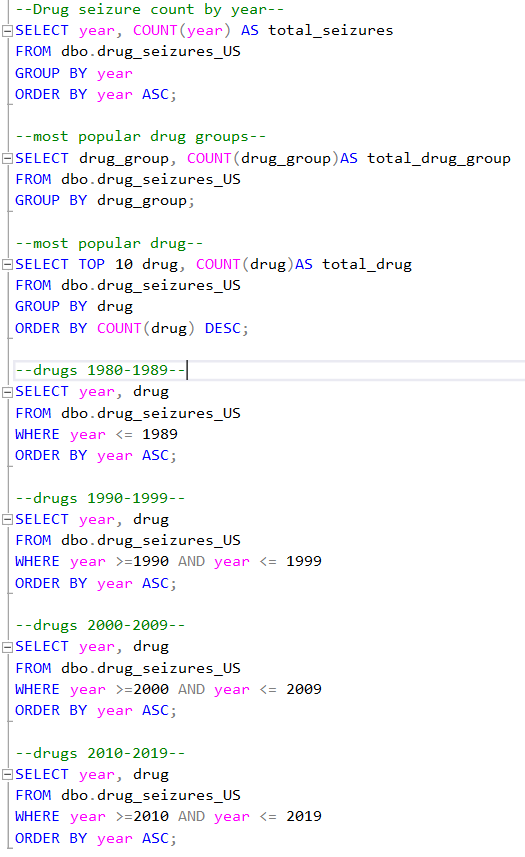 --Drug seizure count by year--
SELECT year, COUNT(year) AS total_seizures
FROM dbo.drug_seizures_US
GROUP BY year
ORDER BY year ASC;
--most popular drug groups--
SELECT drug_group, COUNT(drug_group)AS total_drug_group
FROM dbo.drug_seizures_US
GROUP BY drug_group;
--most popular drug--
SELECT TOP 10 drug, COUNT(drug)AS total_drug
FROM dbo.drug_seizures_US
GROUP BY drug
ORDER BY COUNT(drug) DESC;
--drugs 1980-1989--
SELECT year, drug
FROM dbo.drug_seizures_US
WHERE year <= 1989
ORDER BY year ASC;
--drugs 1990-1999--
SELECT year, drug
FROM dbo.drug_seizures_US
WHERE year >=1990 AND year <= 1999
ORDER BY year ASC;
--drugs 2000-2009--
SELECT year, drug
FROM dbo.drug_seizures_US
WHERE year >=2000 AND year <= 2009
ORDER BY year ASC;
--drugs 2010-2019--
SELECT year, drug
FROM dbo.drug_seizures_US
WHERE year >=2010 AND year <= 2019
ORDER BY year ASC;